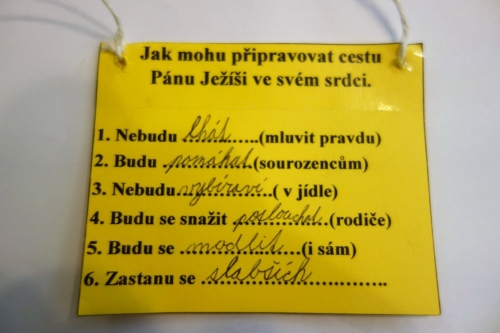 Jak mohu připravovat cestu
Pánu Ježíši ve svém srdci.
1. Nebudu lhát.....(mluvit pravdu)
2. Budu .pomáhat.(sourozencům)
3. Nebudu vybíraví..( v jídle)
4. Budu se snažit .poslouchat.(rodiče)
5. Budu se ..modlit....(i sám)
6. Zastanu se ..slabších..................